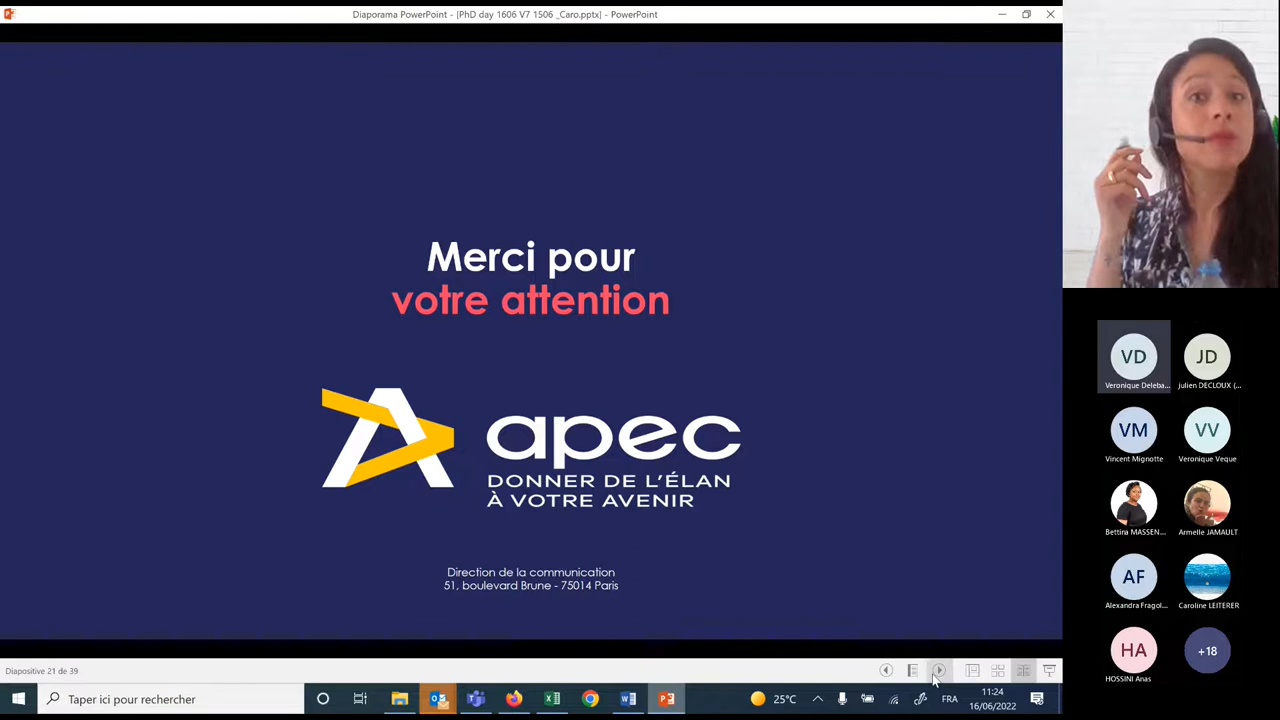 Diaporama PowerPoint - [PhD day 1606 V7 1506 _Caro.pptx] - PowerPoint
Merci pour
votre attention
apec
DONNER DE L'ÉLAN
À VOTRE AVENIR
Direction de la communication
51, boulevard Brune - 75014 Paris
VD
JD
Veronique Deleba...
julien DECLOUX (...
VM
VV
Vincent Mignotte
Veronique Veque
Bettina MASSEN...
Armelle JAMAULT
AF
Alexandra Fragol...
Caroline LEITERER
HA
+18
HOSSINI Anas
Diapositive 21 de 39
Taper ici pour rechercher
25°C
FRA
11:24
16/06/2022